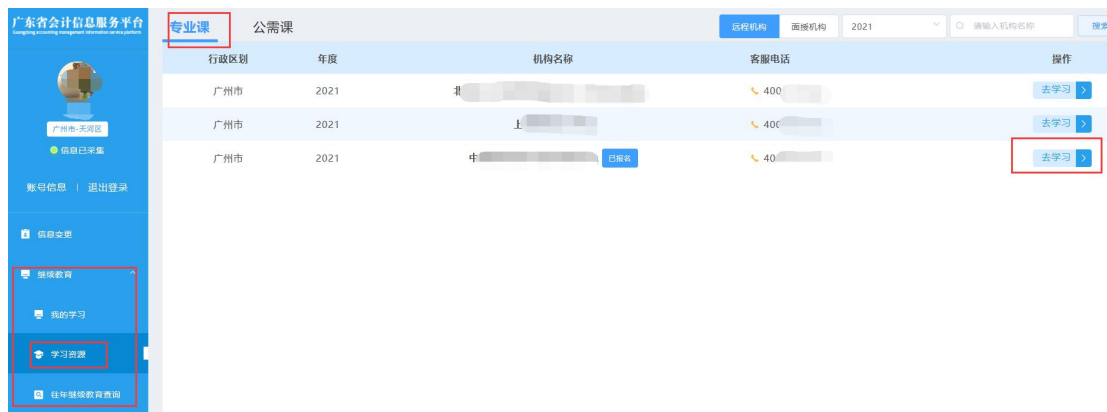 广东省会计信息服务平台
Guangdong accounting management information service platform
广州市-天河区
信息已采集
账号信息 | 退出登录
信息变更
继续教育
我的学习
学习资源
往年继续教育查询
专业课 公需课 远程机构 面授机构 2021 请输入机构名称
行政区划 年度 机构名称 客服电话 操作
广州市 2021 400 去学习 >
广州市 2021 上 400 去学习 >
广州市 2021 中 已报名 40 去学习 >